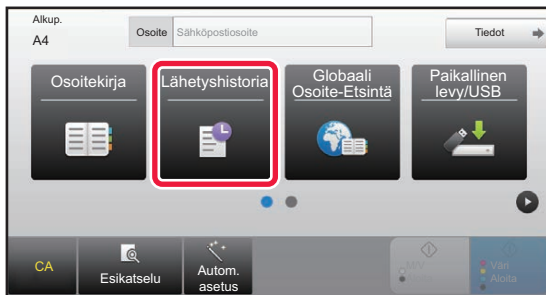 Alkup.
A4
Osoite
Sähköpostiosoite
Tiedot
Osoitekirja
Lähetyshistoria
Globaali
Osoite-Etsintä
Paikallinen
levy/USB
CA
Esikatselu
Autom.
asetus
M/V
Aloita
Väri
Aloita